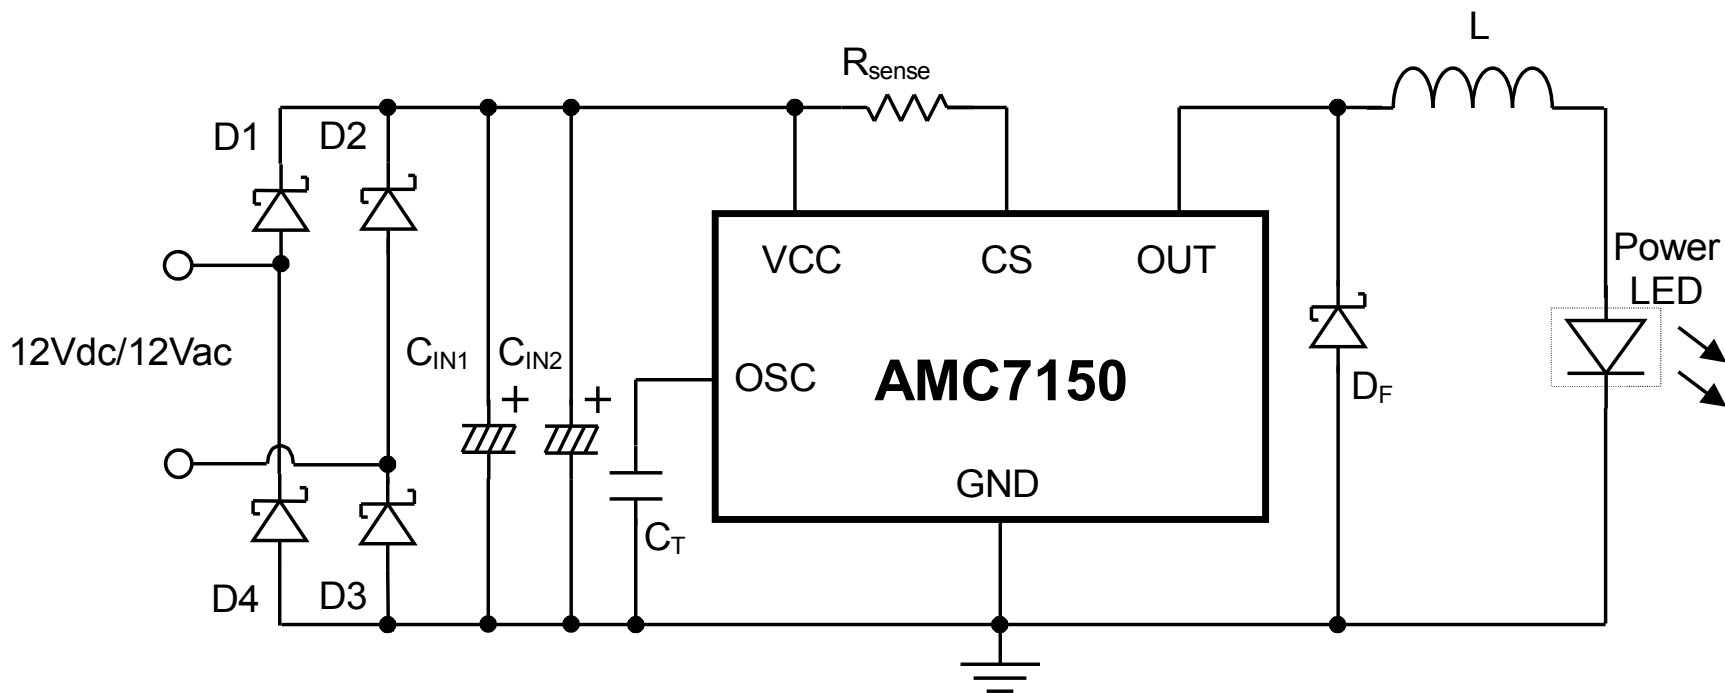 L
Rsense
D1
D2
VCC
CS
OUT
Power
LED
12Vdc/12Vac
CIN1
CIN2
+
+
OSC
AMC7150
DF
GND
CT
D4
D3